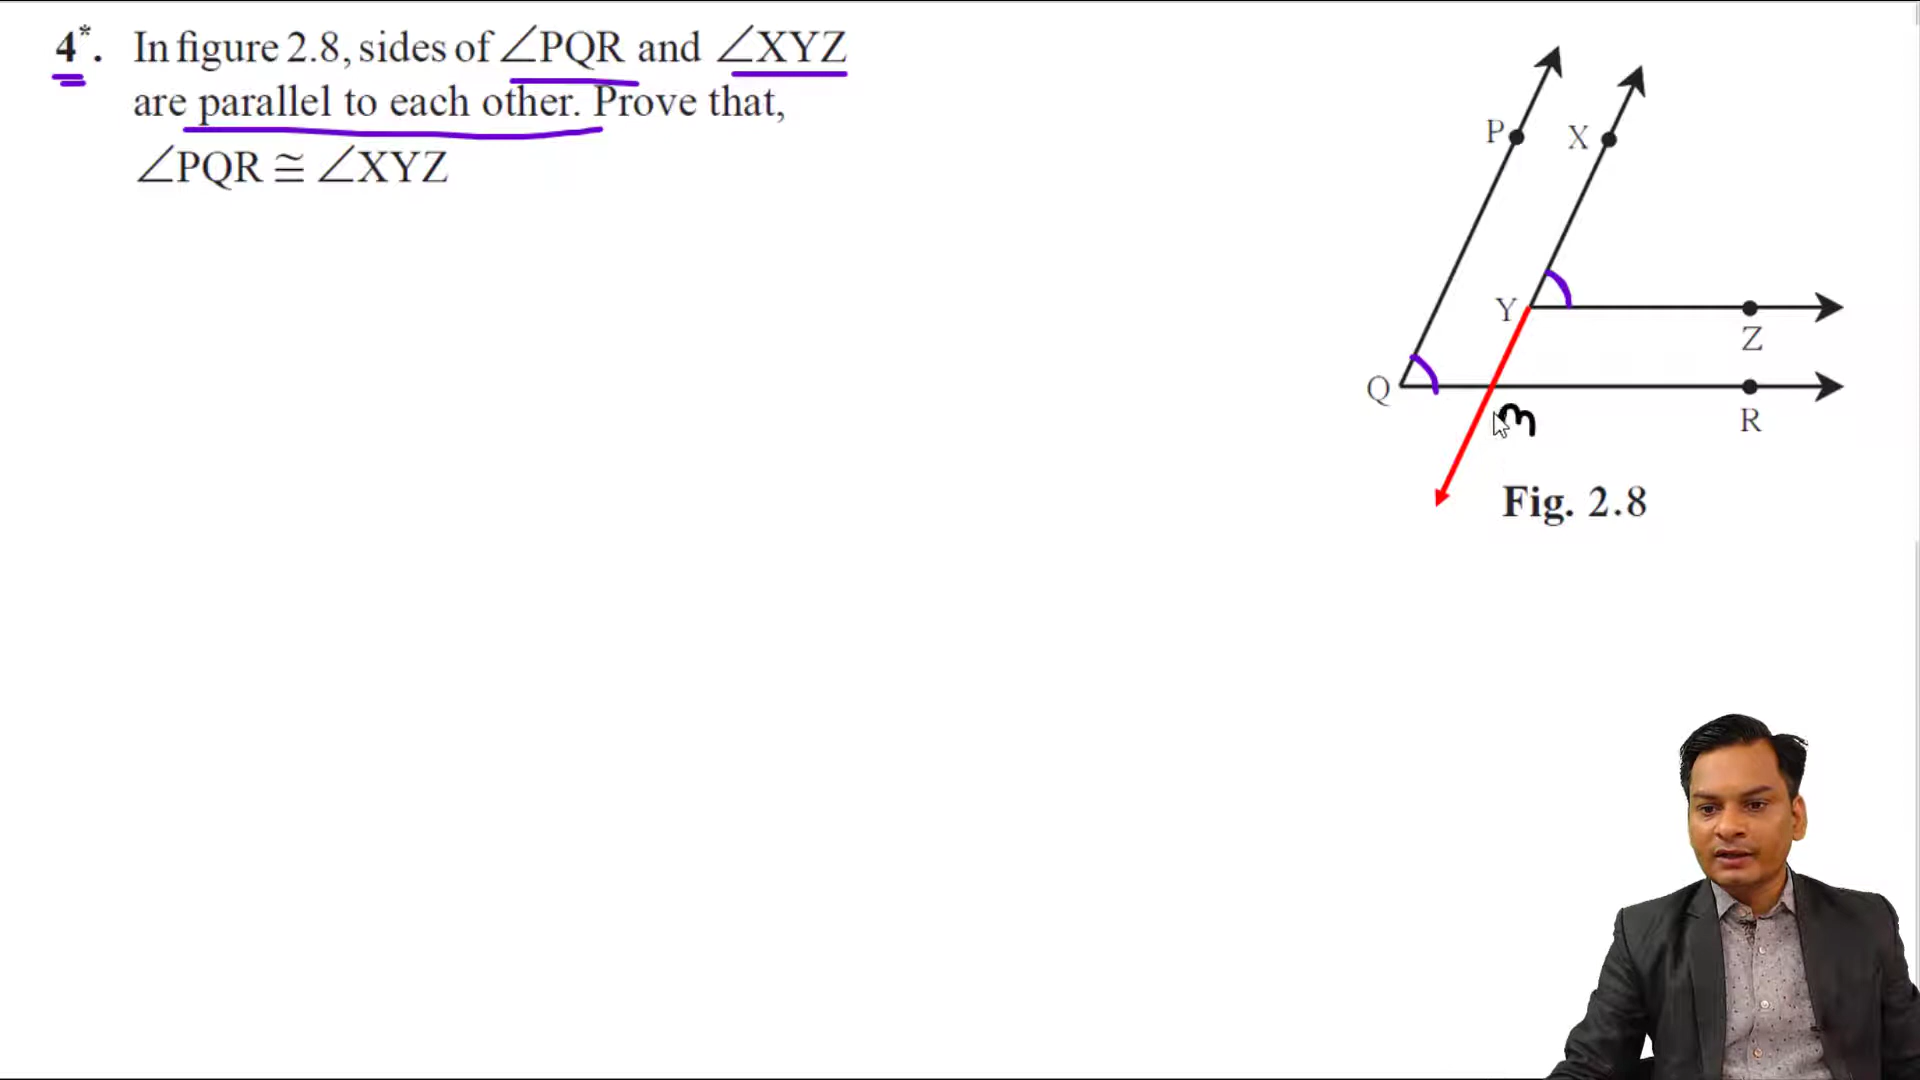 4*. In figure 2.8, sides of ∠PQR and ∠XYZ
are parallel to each other. Prove that,
∠PQR ≅ ∠XYZ
P
X
Y
Z
Q
R
m
Fig. 2.8